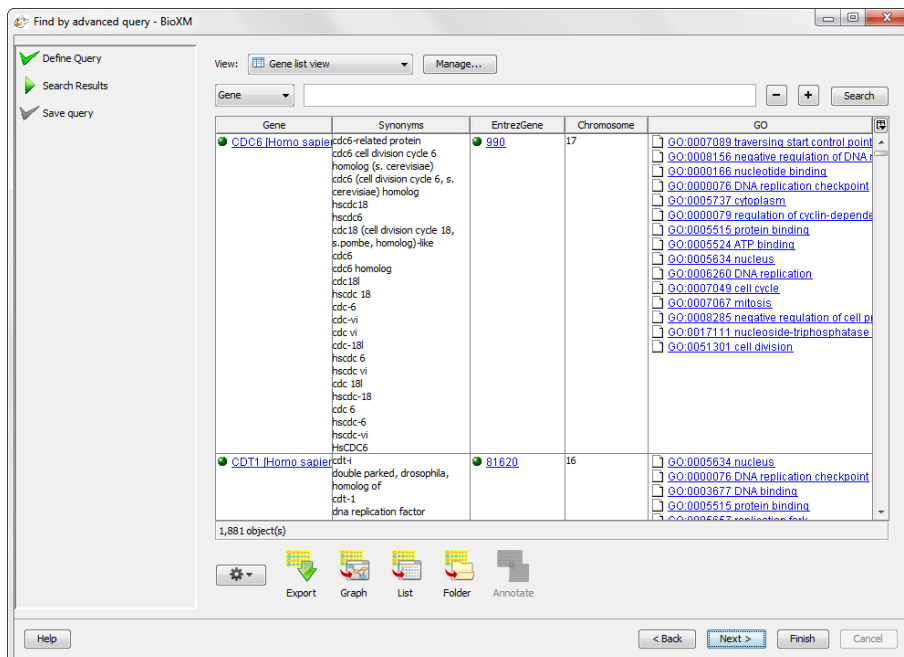 Find by advanced query - BioXM
Define Query
Search Results
Save query
View: Gene list view Manage...
Gene - + Search
Gene Synonyms EntrezGene Chromosome GO
CDC6 [Homo sapie
cdc6-related protein
cdc6 cell division cycle 6
homolog (s. cerevisiae)
cdc6 (cell division cycle 6, s.
cerevisiae) homolog
hscdc18
hscdc6
cdc18 (cell division cycle 18,
s.pombe, homolog)-like
cdc6
cdc6 homolog
cdc18l
hscdc 18
cdc-6
cdc-vi
cdc vi
cdc-18l
hscdc 6
hscdc vi
cdc 18l
hscdc-18
cdc 6
hscdc-6
hscdc-vi
HsCDC6
990
17
GO:0007089 traversing start control point
GO:0008156 negative regulation of DNA r
GO:0000166 nucleotide binding
GO:0000076 DNA replication checkpoint
GO:0005737 cytoplasm
GO:0000079 regulation of cyclin-depende
GO:0005515 protein binding
GO:0005524 ATP binding
GO:0005634 nucleus
GO:0006260 DNA replication
GO:0007049 cell cycle
GO:0007067 mitosis
GO:0008285 negative regulation of cell p
GO:0017111 nucleoside-triphosphatase
GO:0051301 cell division
CDT1 [Homo sapie
cdt-i
double parked, drosophila,
homolog of
cdt-1
dna replication factor
81620
16
GO:0005634 nucleus
GO:0000076 DNA replication checkpoint
GO:0003677 DNA binding
GO:0005515 protein binding
GO:0005657 replication fork
1,881 object(s)
Export Graph List Folder Annotate
Help < Back Next > Finish Cancel